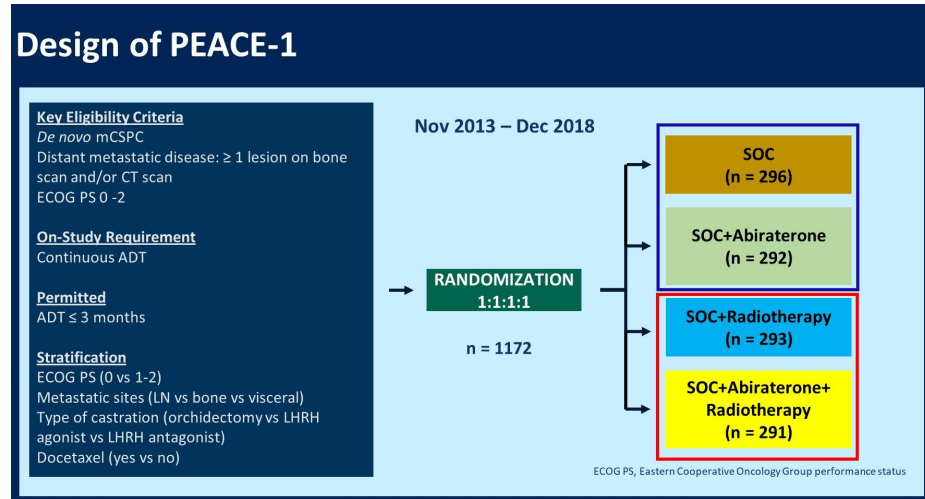 Design of PEACE-1
Key Eligibility Criteria
De novo mCSPC
Distant metastatic disease: ≥ 1 lesion on bone
scan and/or CT scan
ECOG PS 0 -2
On-Study Requirement
Continuous ADT
Permitted
ADT ≤ 3 months
Stratification
ECOG PS (0 vs 1-2)
Metastatic sites (LN vs bone vs visceral)
Type of castration (orchidectomy vs LHRH
agonist vs LHRH antagonist)
Docetaxel (yes vs no)
Nov 2013 – Dec 2018
RANDOMIZATION
1:1:1:1
n = 1172
SOC
(n = 296)
SOC+Abiraterone
(n = 292)
SOC+Radiotherapy
(n = 293)
SOC+Abiraterone+
Radiotherapy
(n = 291)
ECOG PS, Eastern Cooperative Oncology Group performance status